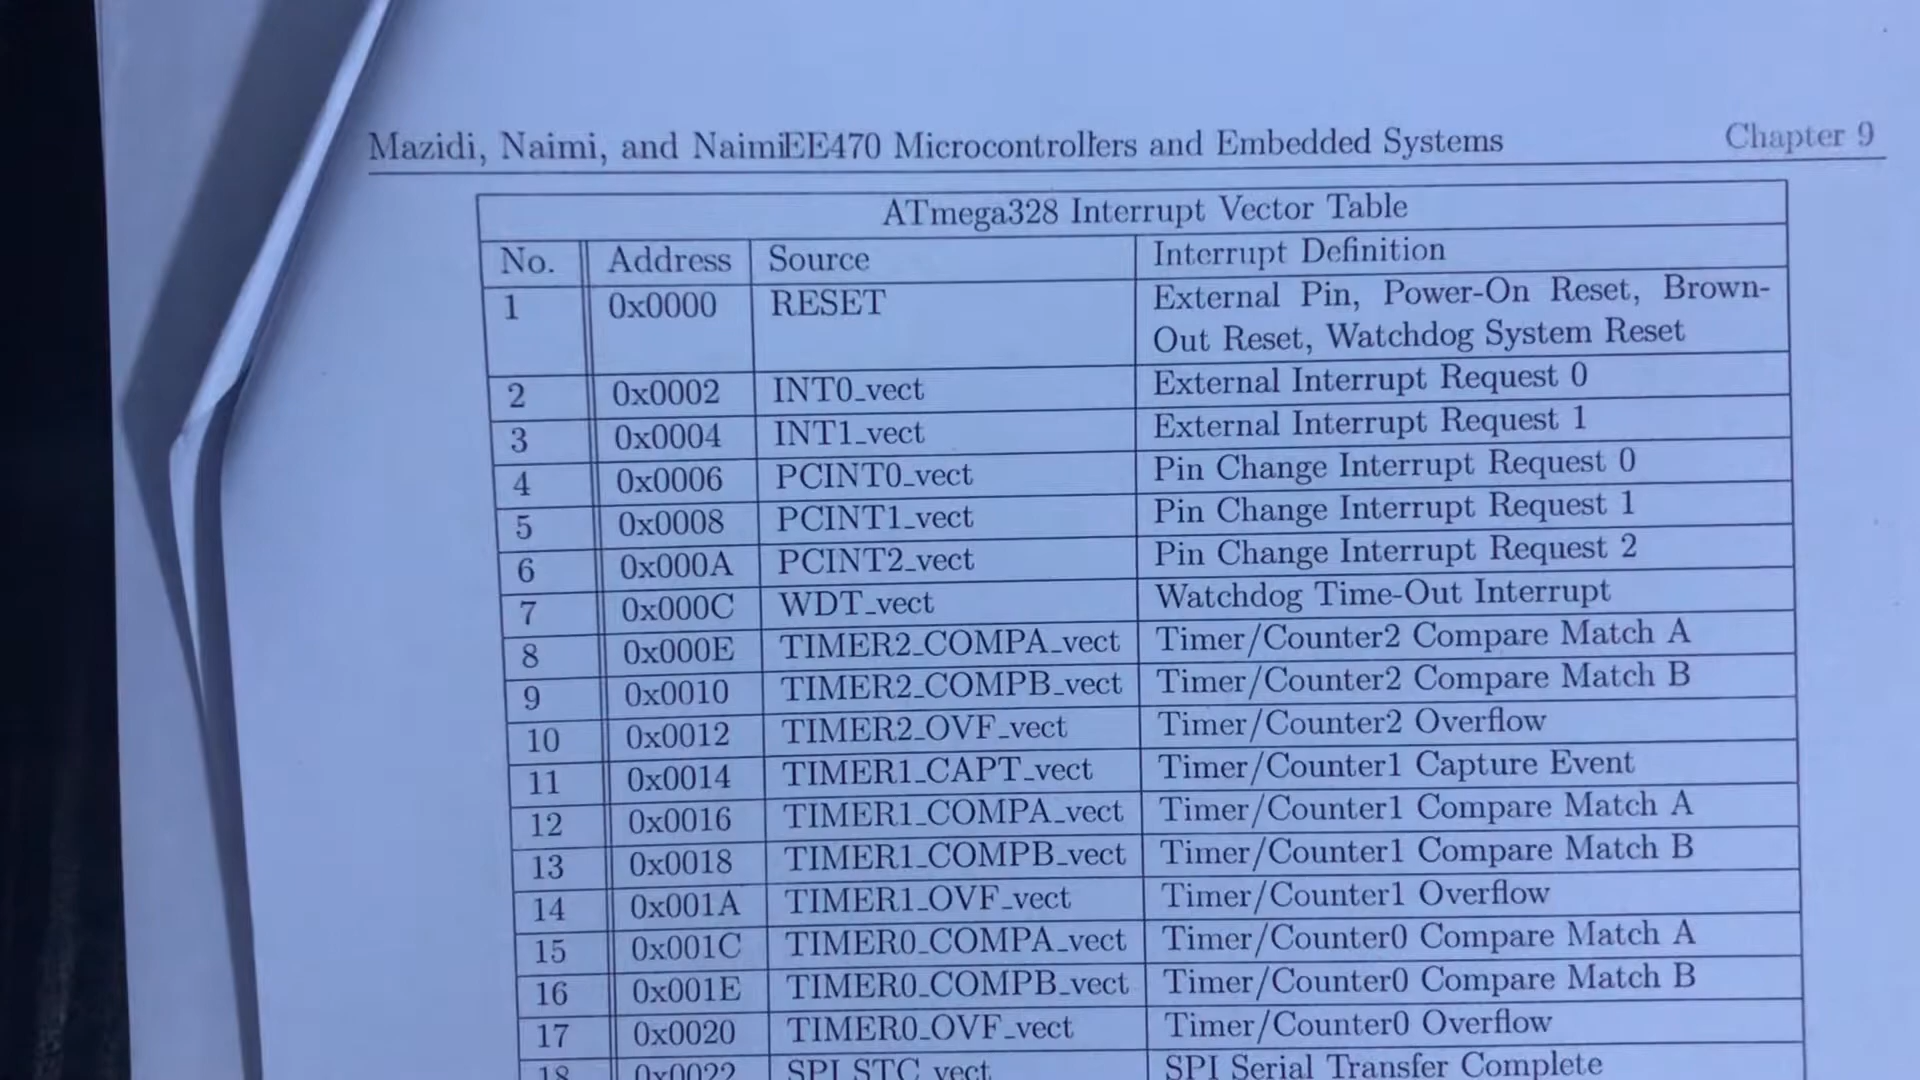 Mazidi, Naimi, and NaimiEE470 Microcontrollers and Embedded Systems Chapter 9
ATmega328 Interrupt Vector Table
No. Address Source Interrupt Definition
1 0x0000 RESET External Pin, Power-On Reset, Brown-
Out Reset, Watchdog System Reset
2 0x0002 INT0_vect External Interrupt Request 0
3 0x0004 INT1_vect External Interrupt Request 1
4 0x0006 PCINT0_vect Pin Change Interrupt Request 0
5 0x0008 PCINT1_vect Pin Change Interrupt Request 1
6 0x000A PCINT2_vect Pin Change Interrupt Request 2
7 0x000C WDT_vect Watchdog Time-Out Interrupt
8 0x000E TIMER2_COMPA_vect Timer/Counter2 Compare Match A
9 0x0010 TIMER2_COMPB_vect Timer/Counter2 Compare Match B
10 0x0012 TIMER2_OVF_vect Timer/Counter2 Overflow
11 0x0014 TIMER1_CAPT_vect Timer/Counter1 Capture Event
12 0x0016 TIMER1_COMPA_vect Timer/Counter1 Compare Match A
13 0x0018 TIMER1_COMPB_vect Timer/Counter1 Compare Match B
14 0x001A TIMER1_OVF_vect Timer/Counter1 Overflow
15 0x001C TIMER0_COMPA_vect Timer/Counter0 Compare Match A
16 0x001E TIMER0_COMPB_vect Timer/Counter0 Compare Match B
17 0x0020 TIMER0_OVF_vect Timer/Counter0 Overflow
18 0x0022 SPI_STC_vect SPI Serial Transfer Complete